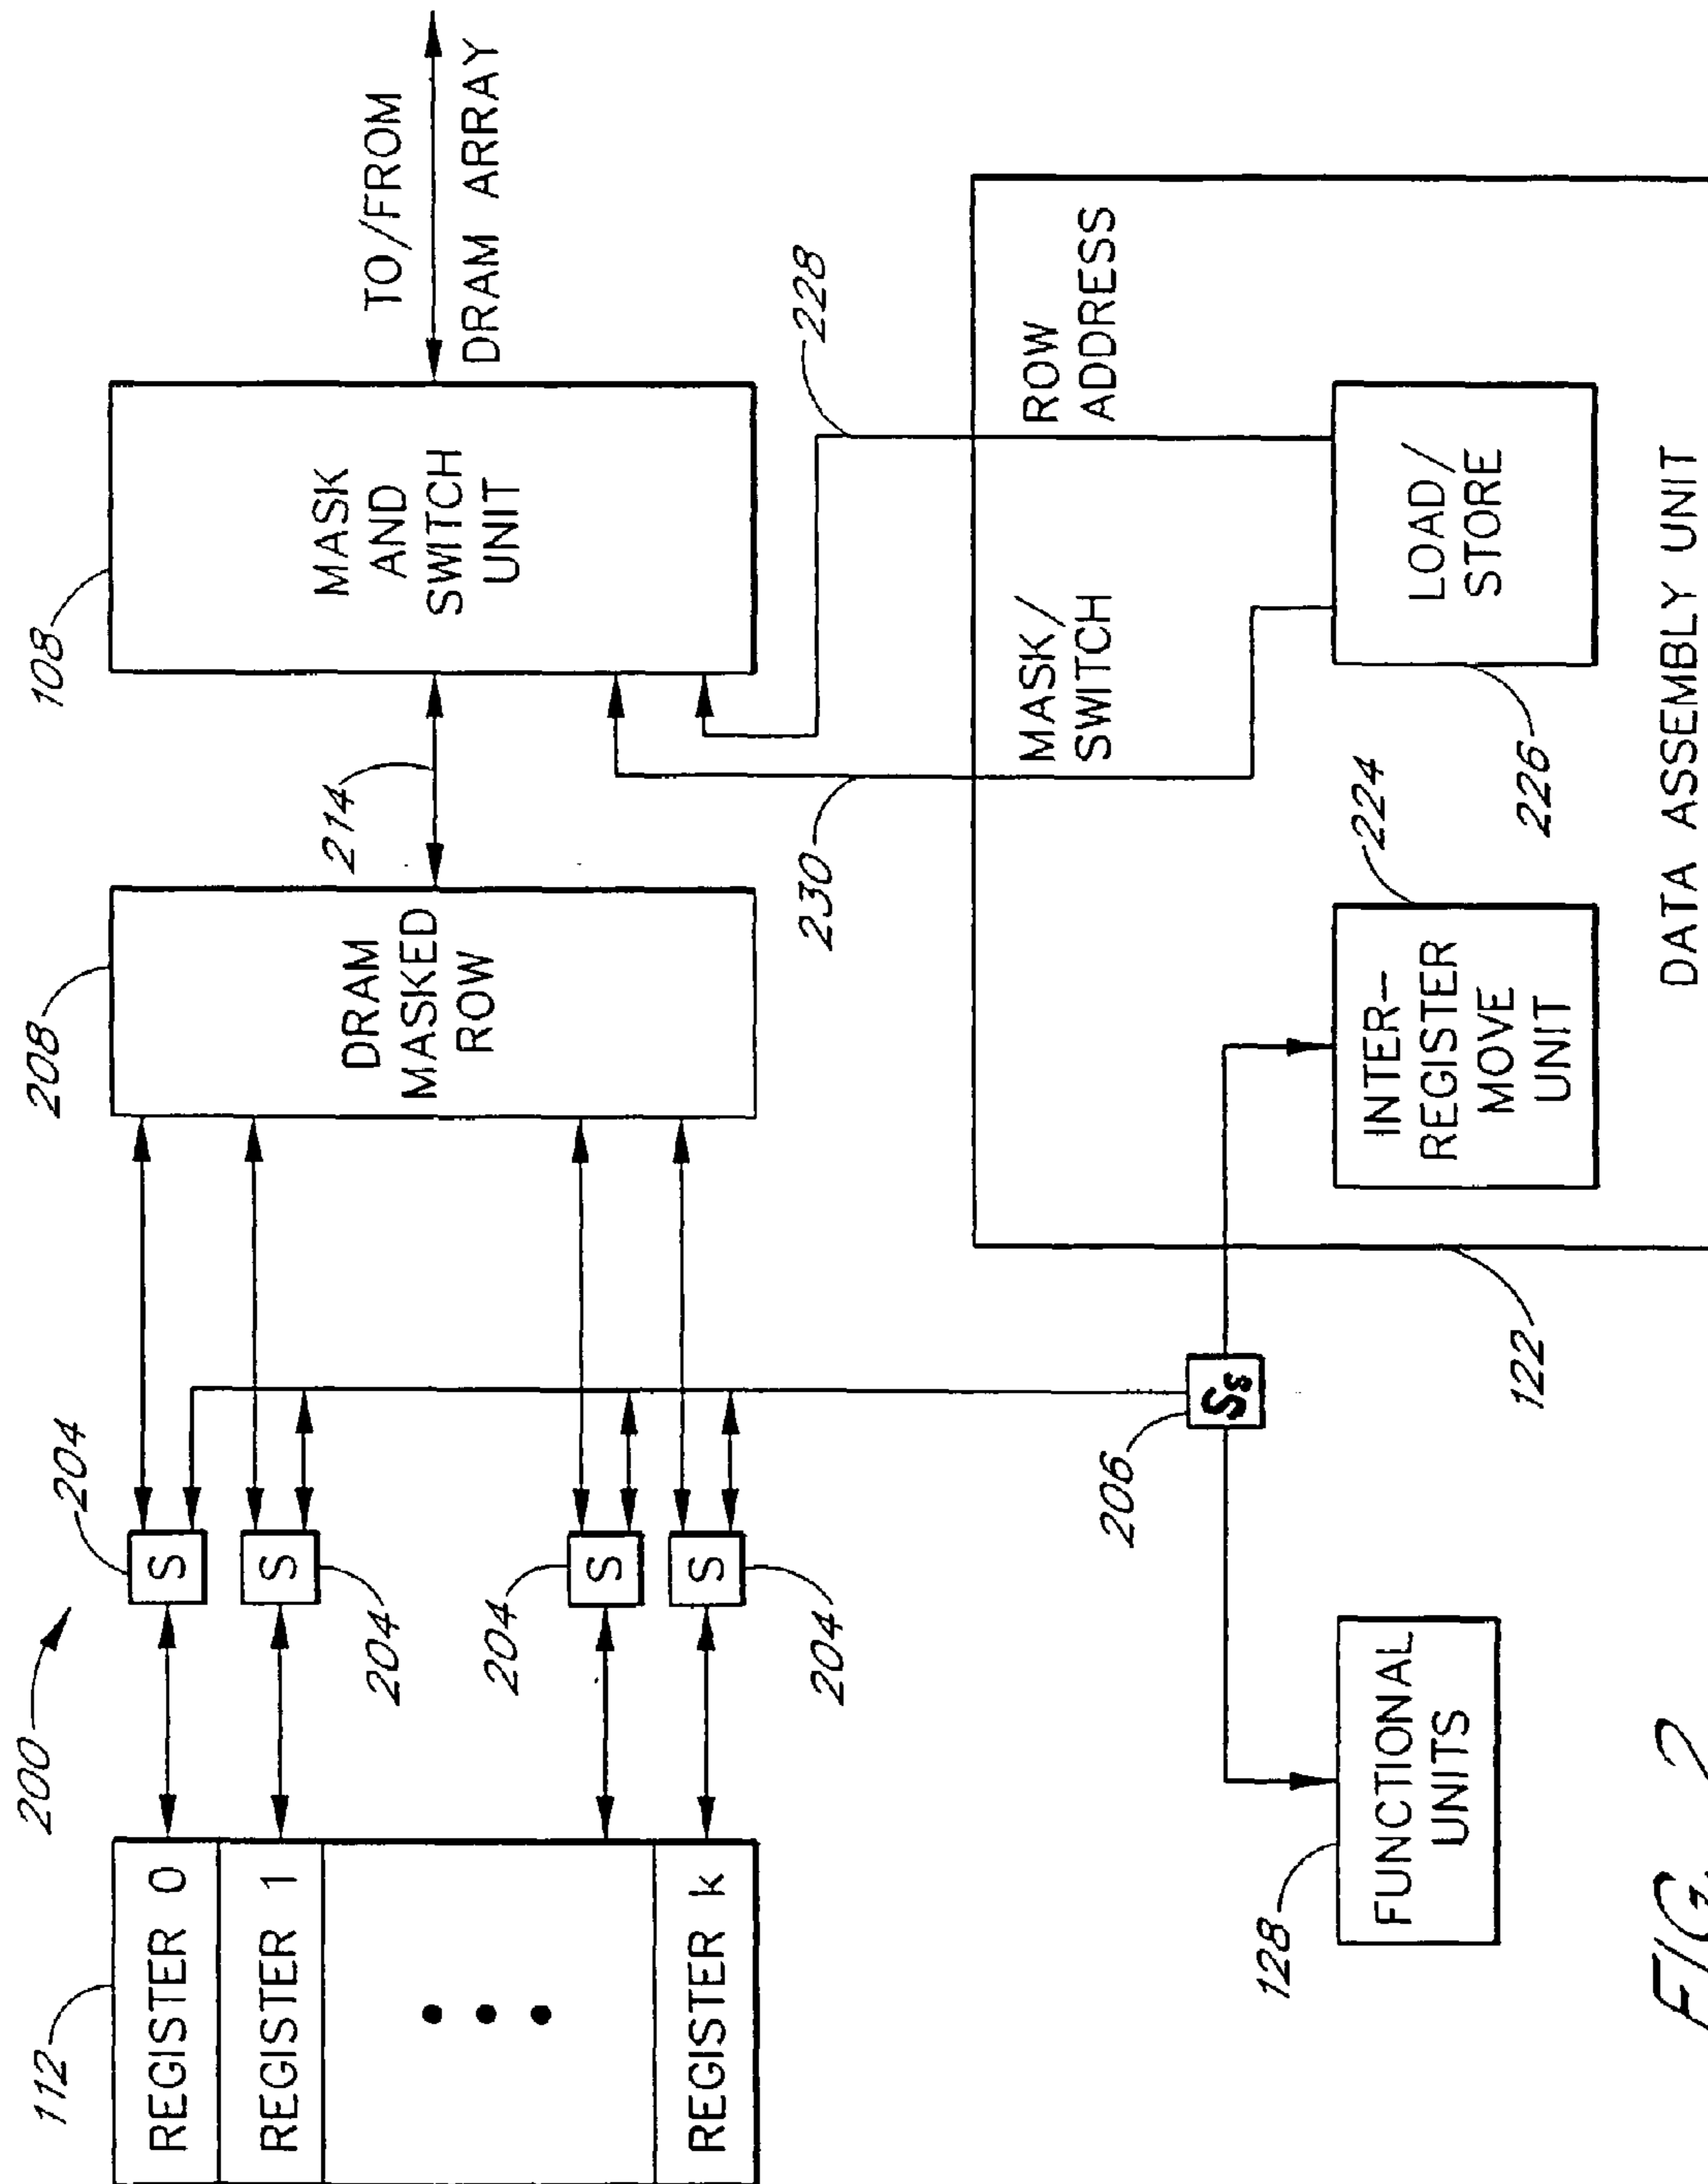 200
112
REGISTER 0
REGISTER 1
REGISTER k
204
S
204
S
204
S
204
S
208
DRAM
MASKED
ROW
214
108
MASK
AND
SWITCH
UNIT
TO/FROM
DRAM ARRAY
230
228
MASK/
SWITCH
ROW
ADDRESS
206
128
FUNCTIONAL
UNITS
122
224
INTER-
REGISTER
MOVE
UNIT
226
LOAD/
STORE
DATA ASSEMBLY UNIT
FIG. 2